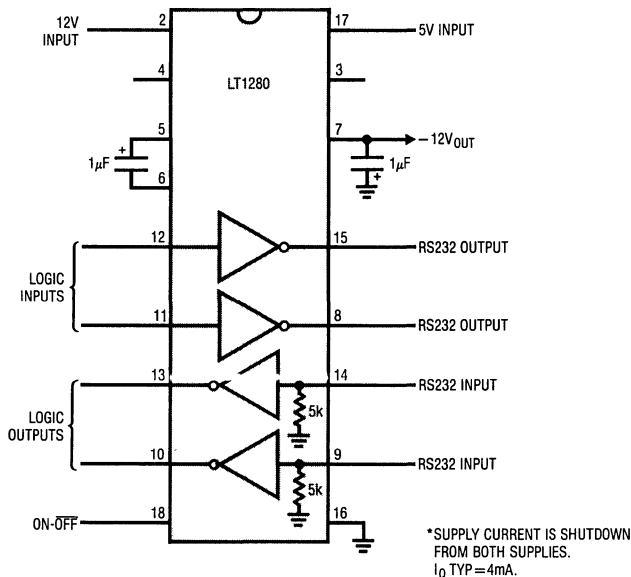 12V
INPUT
2
17
5V INPUT
4
LT1280
3
5
7
−12VOUT
+
1μF
1μF
+
6
12
15
RS232 OUTPUT
LOGIC
INPUTS
11
8
RS232 OUTPUT
13
14
RS232 INPUT
5k
LOGIC
OUTPUTS
10
9
RS232 INPUT
5k
ON-O̅F̅F̅
18
16
*SUPPLY CURRENT IS SHUTDOWN
FROM BOTH SUPPLIES.
IQ TYP = 4mA.